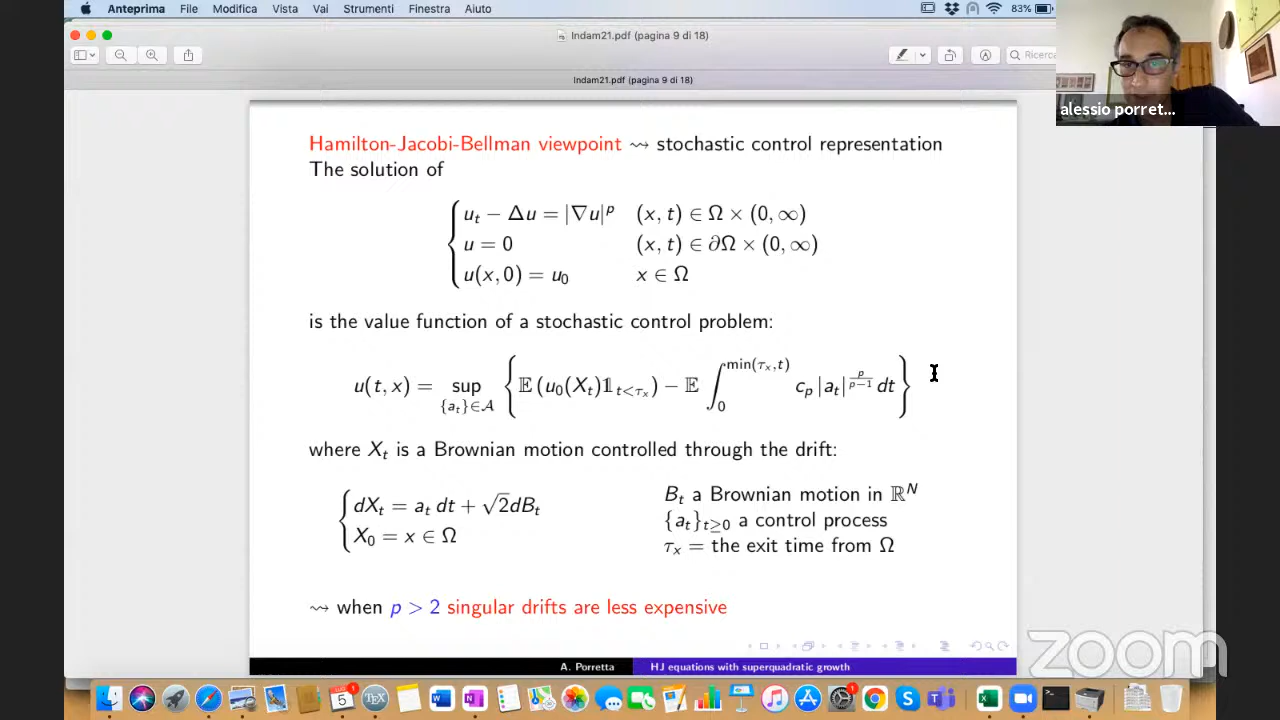 Anteprima File Modifica Vista Vai Strumenti Finestra Aiuto 83%
Indam21.pdf (pagina 9 di 18)
Ricerca
Indam21.pdf (pagina 9 di 18)
alessio porret...
Hamilton-Jacobi-Bellman viewpoint ⇝ stochastic control representation
The solution of
u_t − Δu = |∇u|^p (x, t) ∈ Ω × (0, ∞)
u = 0 (x, t) ∈ ∂Ω × (0, ∞)
u(x, 0) = u_0 x ∈ Ω
is the value function of a stochastic control problem:
u(t, x) = sup_{{a_t}∈𝒜} { 𝔼 (u_0(X_t)𝟙_{t<τ_x}) − 𝔼 ∫_0^{min(τ_x,t)} c_p |a_t|^{p/(p−1)} dt }
where X_t is a Brownian motion controlled through the drift:
dX_t = a_t dt + √2dB_t
X_0 = x ∈ Ω
B_t a Brownian motion in ℝ^N
{a_t}_{t≥0} a control process
τ_x = the exit time from Ω
⇝ when p > 2 singular drifts are less expensive
A. Porretta HJ equations with superquadratic growth
zoom